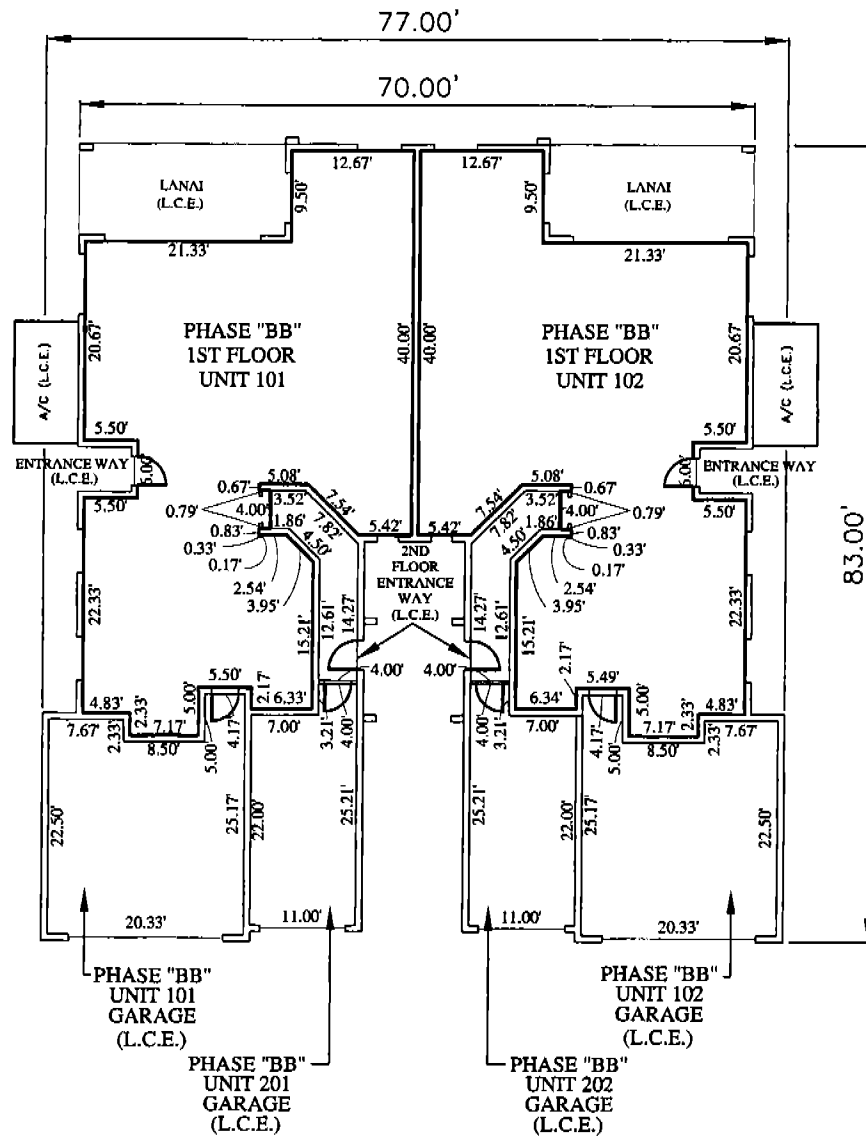 77.00'
70.00'
12.67' 12.67'
LANAI
(L.C.E.)
9.50'
9.50'
LANAI
(L.C.E.)
21.33' 21.33'
PHASE "BB"
1ST FLOOR
UNIT 101
PHASE "BB"
1ST FLOOR
UNIT 102
20.67'
40.00'
40.00'
20.67'
A/C (L.C.E.)
A/C (L.C.E.)
83.00'
5.50' 5.50'
ENTRANCE WAY
(L.C.E.)
6.00'
6.00'
ENTRANCE WAY
(L.C.E.)
5.50' 5.50'
5.08' 5.08'
0.67' 0.67'
3.52' 3.52'
7.54' 7.54'
0.79' 4.00' 4.00' 0.79'
7.82' 7.82'
1.86' 1.86'
0.83' 0.83'
4.50' 4.50'
5.42' 5.42'
0.33' 0.33'
0.17' 0.17'
2.54' 2.54'
3.95' 3.95'
2ND
FLOOR
ENTRANCE
WAY
(L.C.E.)
22.33'
15.21'
12.61'
14.27'
14.27'
12.61'
15.21'
22.33'
4.00' 4.00'
5.50' 5.49'
2.17' 2.17'
5.00' 5.00'
4.83' 6.33' 6.34' 4.83'
2.33' 2.33'
7.67' 7.17' 7.00' 7.00' 7.17' 7.67'
2.33' 2.33'
8.50' 8.50'
5.00' 4.17' 3.21' 4.00' 4.00' 3.21' 4.17' 5.00'
22.50'
25.17'
22.00'
25.21'
25.21'
22.00'
25.17'
22.50'
20.33' 11.00' 11.00' 20.33'
PHASE "BB"
UNIT 101
GARAGE
(L.C.E.)
PHASE "BB"
UNIT 102
GARAGE
(L.C.E.)
PHASE "BB"
UNIT 201
GARAGE
(L.C.E.)
PHASE "BB"
UNIT 202
GARAGE
(L.C.E.)